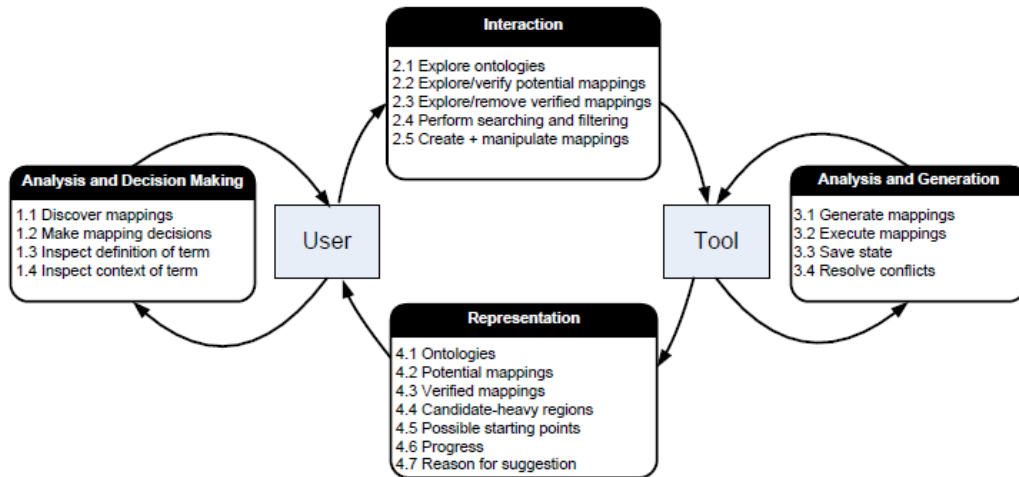 Interaction
2.1 Explore ontologies
2.2 Explore/verify potential mappings
2.3 Explore/remove verified mappings
2.4 Perform searching and filtering
2.5 Create + manipulate mappings
Analysis and Decision Making
1.1 Discover mappings
1.2 Make mapping decisions
1.3 Inspect definition of term
1.4 Inspect context of term
User
Tool
Analysis and Generation
3.1 Generate mappings
3.2 Execute mappings
3.3 Save state
3.4 Resolve conflicts
Representation
4.1 Ontologies
4.2 Potential mappings
4.3 Verified mappings
4.4 Candidate-heavy regions
4.5 Possible starting points
4.6 Progress
4.7 Reason for suggestion